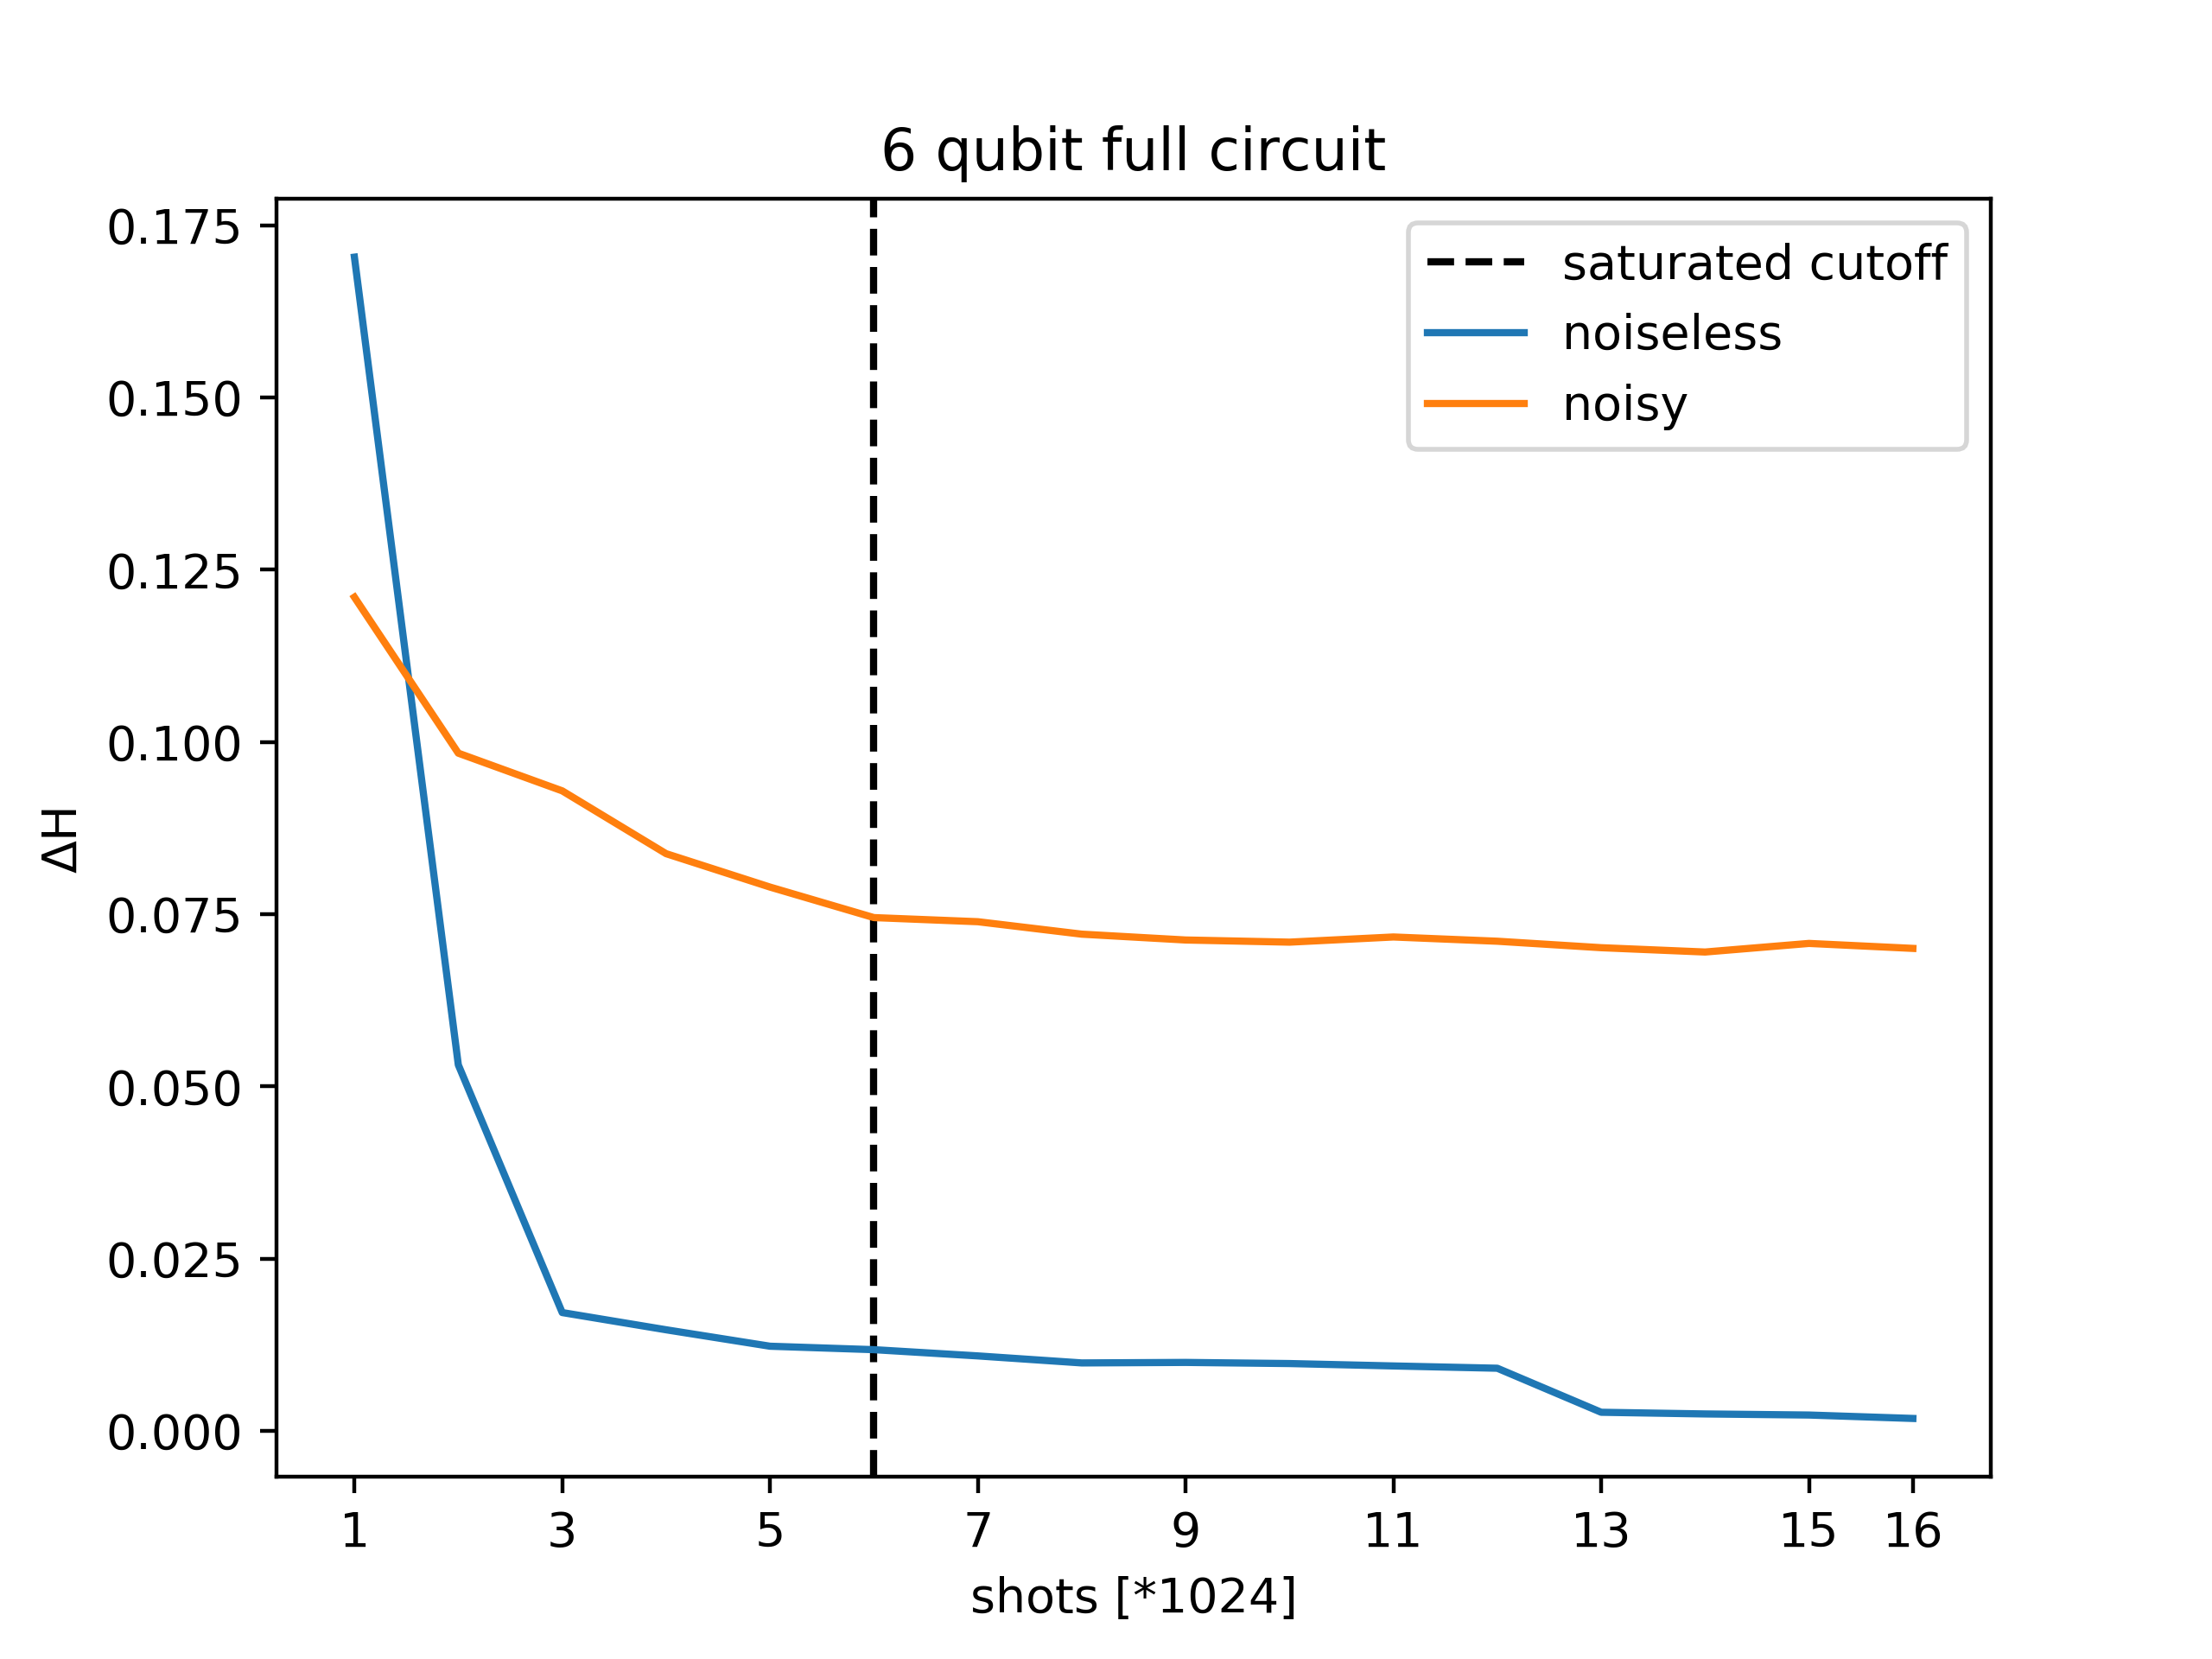 6 qubit full circuit
saturated cutoff
noiseless
noisy
0.175
0.150
0.125
0.100
0.075
0.050
0.025
0.000
ΔH
1 3 5 7 9 11 13 15 16
shots [*1024]